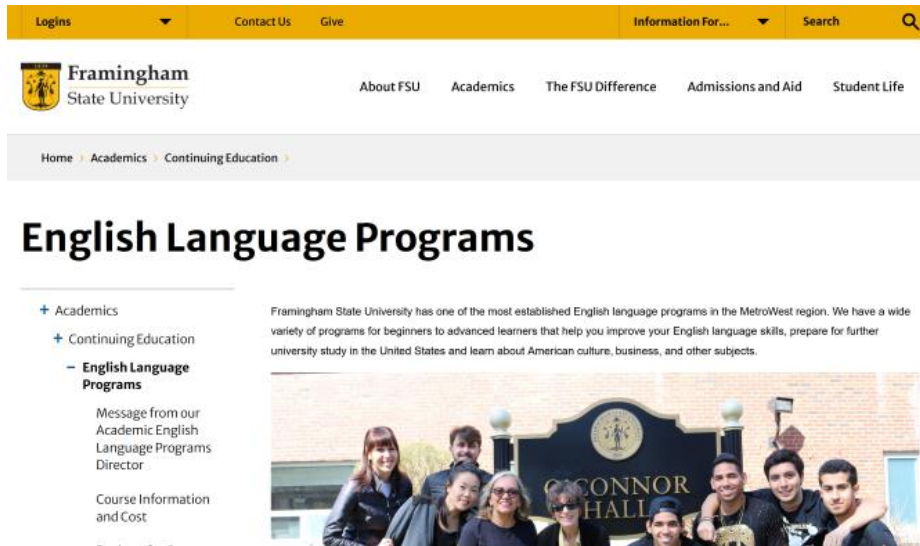 Logins Contact Us Give Information For... Search
Framingham
State University
About FSU Academics The FSU Difference Admissions and Aid Student Life
Home Academics Continuing Education
English Language Programs
+ Academics
+ Continuing Education
− English Language
Programs
Message from our
Academic English
Language Programs
Director
Course Information
and Cost
Framingham State University has one of the most established English language programs in the MetroWest region. We have a wide
variety of programs for beginners to advanced learners that help you improve your English language skills, prepare for further
university study in the United States and learn about American culture, business, and other subjects.
O'CONNOR
HALL